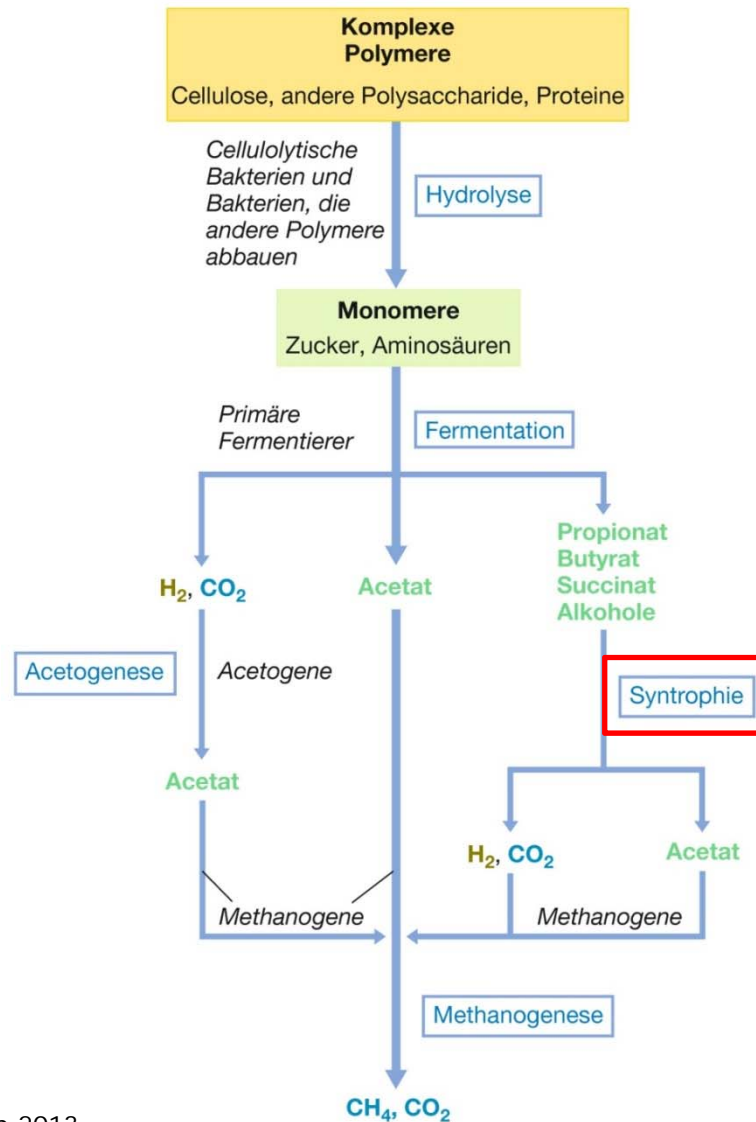 Komplexe
Polymere
Cellulose, andere Polysaccharide, Proteine
Cellulolytische
Bakterien und
Bakterien, die
andere Polymere
abbauen
Hydrolyse
Monomere
Zucker, Aminosäuren
Primäre
Fermentierer
Fermentation
H₂, CO₂
Acetat
Propionat
Butyrat
Succinat
Alkohole
Acetogenese
Acetogene
Syntrophie
Acetat
H₂, CO₂
Acetat
Methanogene
Methanogene
Methanogenese
CH₄, CO₂
2013